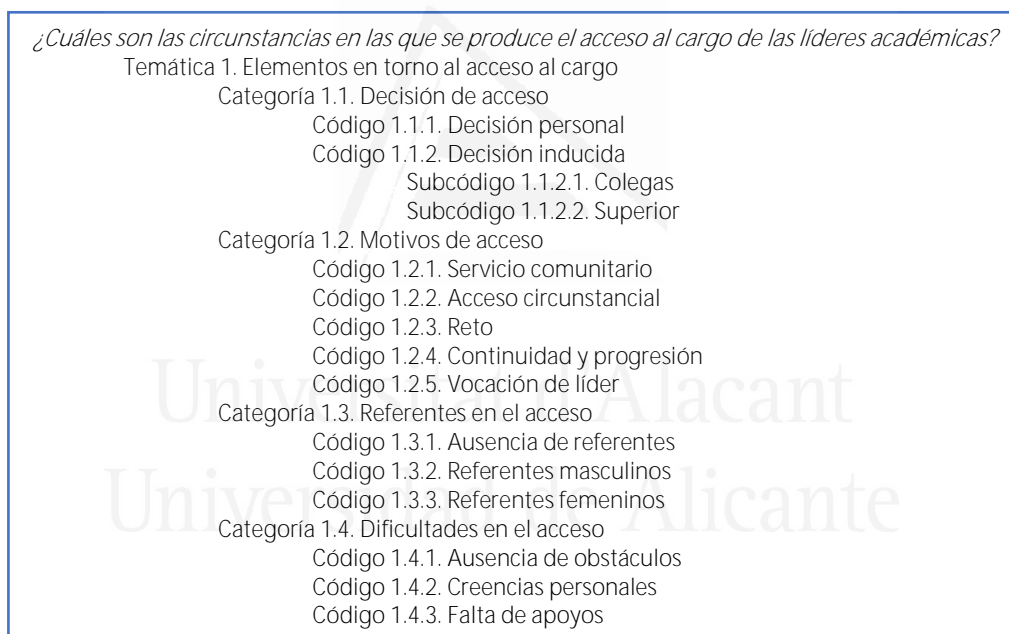 ¿Cuáles son las circunstancias en las que se produce el acceso al cargo de las líderes académicas?
Temática 1. Elementos en torno al acceso al cargo
Categoría 1.1. Decisión de acceso
Código 1.1.1. Decisión personal
Código 1.1.2. Decisión inducida
Subcódigo 1.1.2.1. Colegas
Subcódigo 1.1.2.2. Superior
Categoría 1.2. Motivos de acceso
Código 1.2.1. Servicio comunitario
Código 1.2.2. Acceso circunstancial
Código 1.2.3. Reto
Código 1.2.4. Continuidad y progresión
Código 1.2.5. Vocación de líder
Categoría 1.3. Referentes en el acceso
Código 1.3.1. Ausencia de referentes
Código 1.3.2. Referentes masculinos
Código 1.3.3. Referentes femeninos
Categoría 1.4. Dificultades en el acceso
Código 1.4.1. Ausencia de obstáculos
Código 1.4.2. Creencias personales
Código 1.4.3. Falta de apoyos
Universitat d'Alacant
Universidad de Alicante